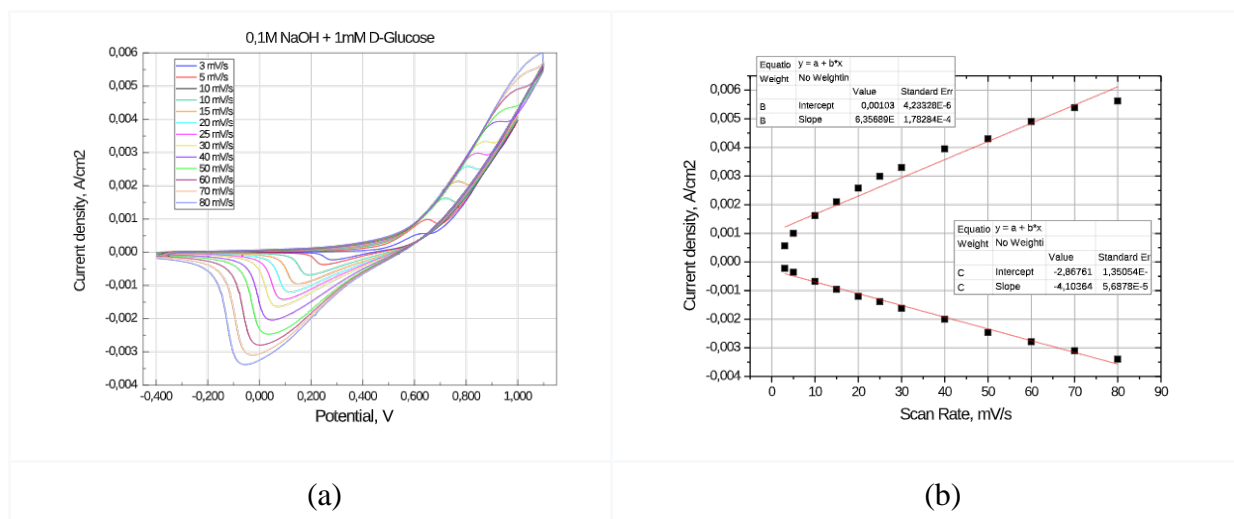 0,1M NaOH + 1mM D-Glucose
0,006
0,005
0,004
0,003
0,002
0,001
0,000
-0,001
-0,002
-0,003
-0,004
Current density, A/cm2
3 mV/s
5 mV/s
10 mV/s
10 mV/s
15 mV/s
20 mV/s
25 mV/s
30 mV/s
40 mV/s
50 mV/s
60 mV/s
70 mV/s
80 mV/s
-0,400 -0,200 0,000 0,200 0,400 0,600 0,800 1,000
Potential, V
(a)
Equatio y = a + b*x
Weight No Weightin
Value Standard Err
B Intercept 0,00103 4,23328E-6
B Slope 6,35689E 1,78284E-4
0,006
0,005
0,004
0,003
0,002
0,001
0,000
-0,001
-0,002
-0,003
-0,004
Current density, A/cm2
Equatio y = a + b*x
Weight No Weighti
Value Standard Er
C Intercept -2,86761 1,35054E-
C Slope -4,10364 5,6878E-5
0 10 20 30 40 50 60 70 80 90
Scan Rate, mV/s
(b)